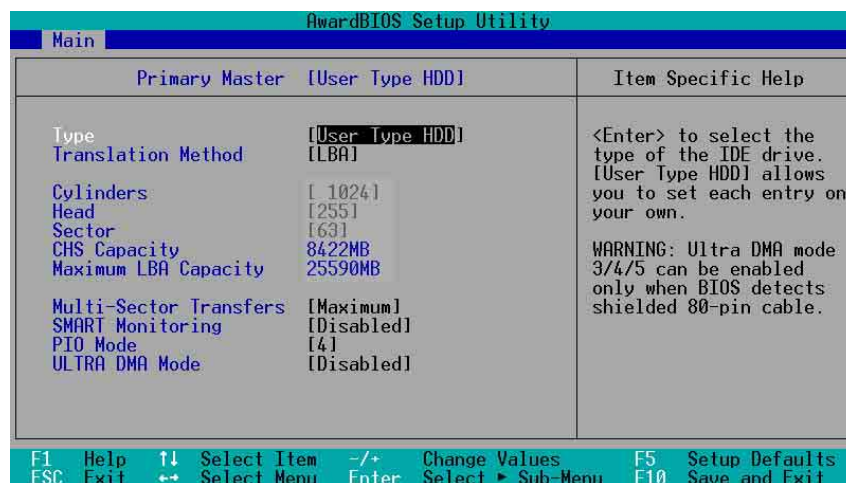 AwardBIOS Setup Utility
Main
Primary Master [User Type HDD]
Item Specific Help
Type [User Type HDD]
Translation Method [LBA]
Cylinders [ 1024]
Head [255]
Sector [63]
CHS Capacity 8422MB
Maximum LBA Capacity 25590MB
Multi-Sector Transfers [Maximum]
SMART Monitoring [Disabled]
PIO Mode [4]
ULTRA DMA Mode [Disabled]
<Enter> to select the
type of the IDE drive.
[User Type HDD] allows
you to set each entry on
your own.
WARNING: Ultra DMA mode
3/4/5 can be enabled
only when BIOS detects
shielded 80-pin cable.
F1 Help ↑↓ Select Item -/+ Change Values F5 Setup Defaults
ESC Exit ←→ Select Menu Enter Select ► Sub-Menu F10 Save and Exit